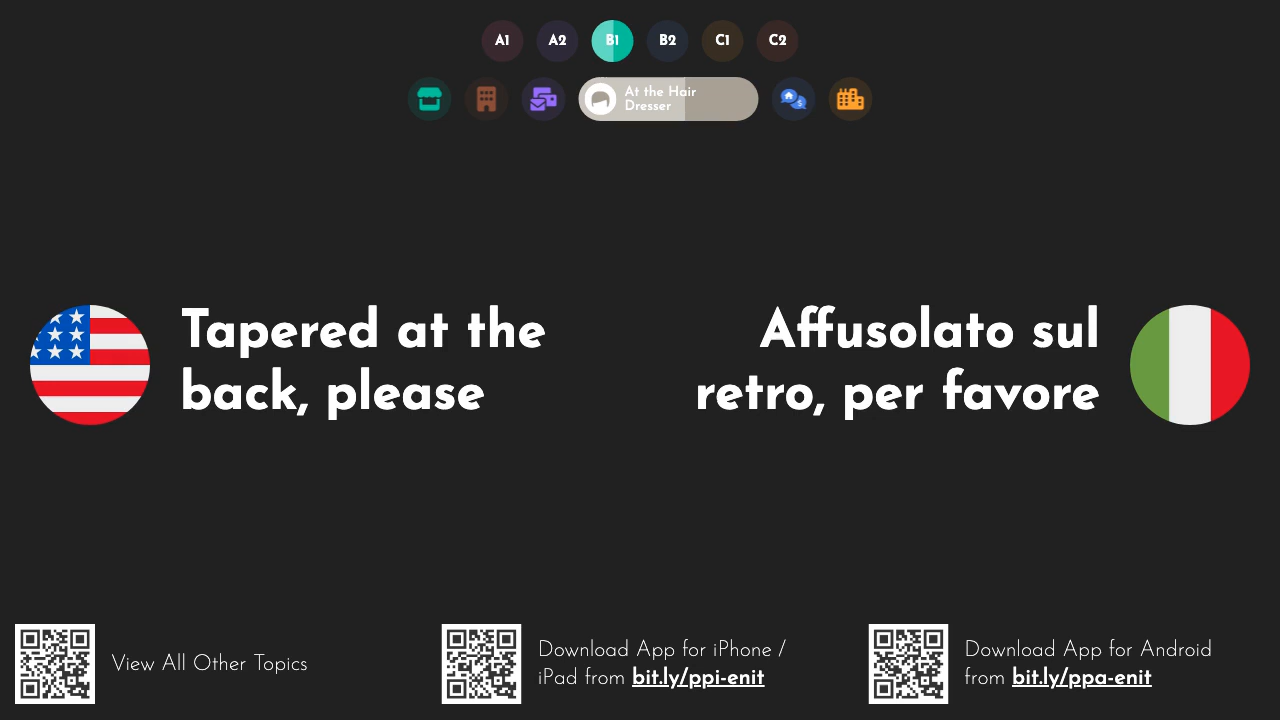 A1 A2 B1 B2 C1 C2
At the Hair
Dresser
Tapered at the
back, please
Affusolato sul
retro, per favore
View All Other Topics
Download App for iPhone /
iPad from bit.ly/ppi-enit
Download App for Android
from bit.ly/ppa-enit